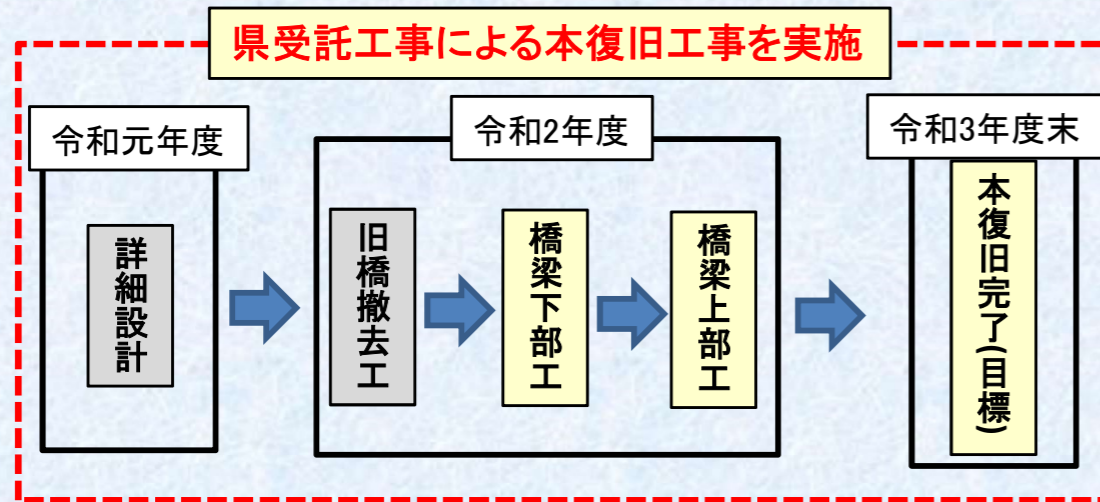 県受託工事による本復旧工事を実施
令和元年度
詳細設計
令和2年度
旧橋撤去工
橋梁下部工
橋梁上部工
令和3年度末
本復旧完了(目標)